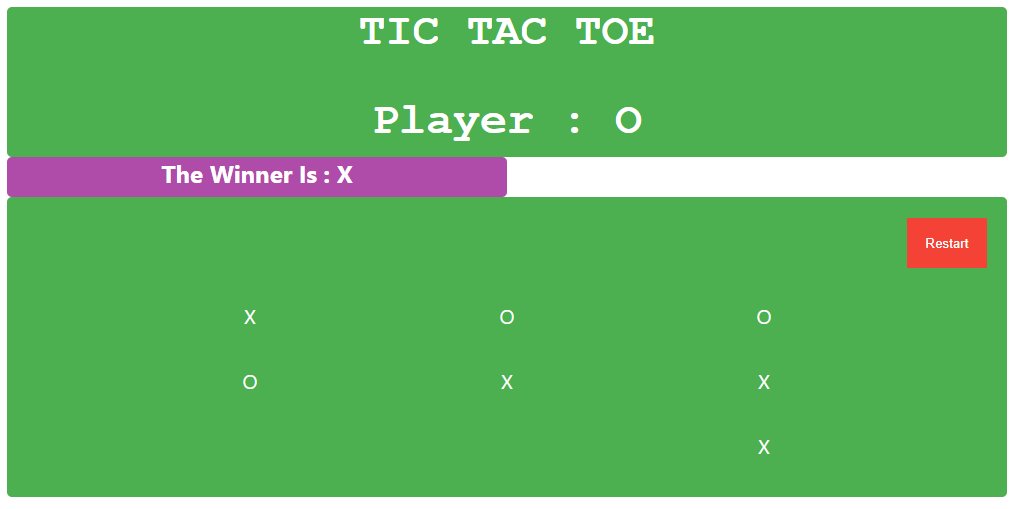 TIC TAC TOE
Player : O
The Winner Is : X
Restart
X O O
O X X
X